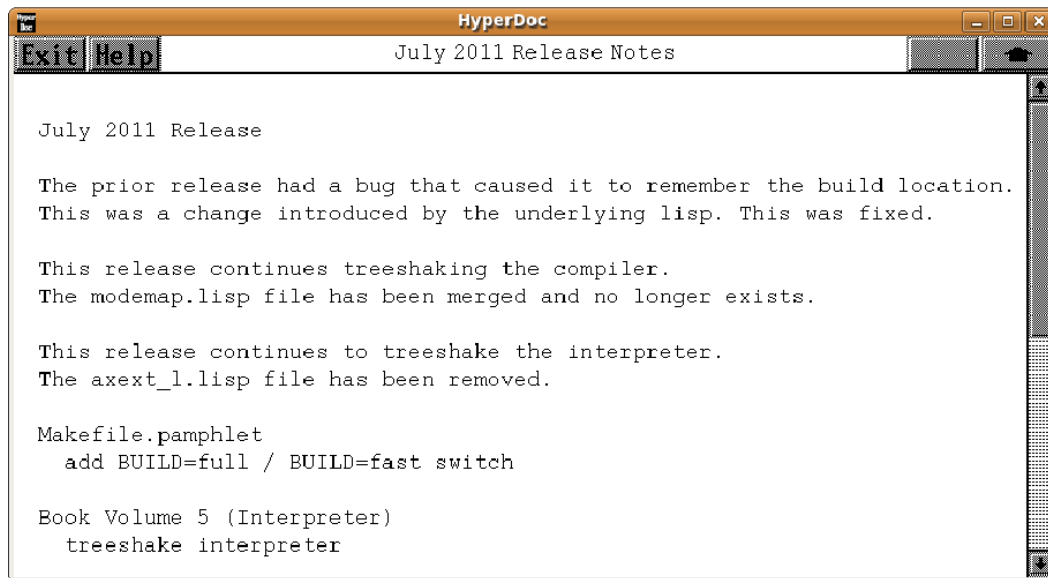 Hyper Doc
HyperDoc
Exit Help
July 2011 Release Notes
July 2011 Release
The prior release had a bug that caused it to remember the build location.
This was a change introduced by the underlying lisp. This was fixed.
This release continues treeshaking the compiler.
The modemap.lisp file has been merged and no longer exists.
This release continues to treeshake the interpreter.
The axext_l.lisp file has been removed.
Makefile.pamphlet
add BUILD=full / BUILD=fast switch
Book Volume 5 (Interpreter)
treeshake interpreter